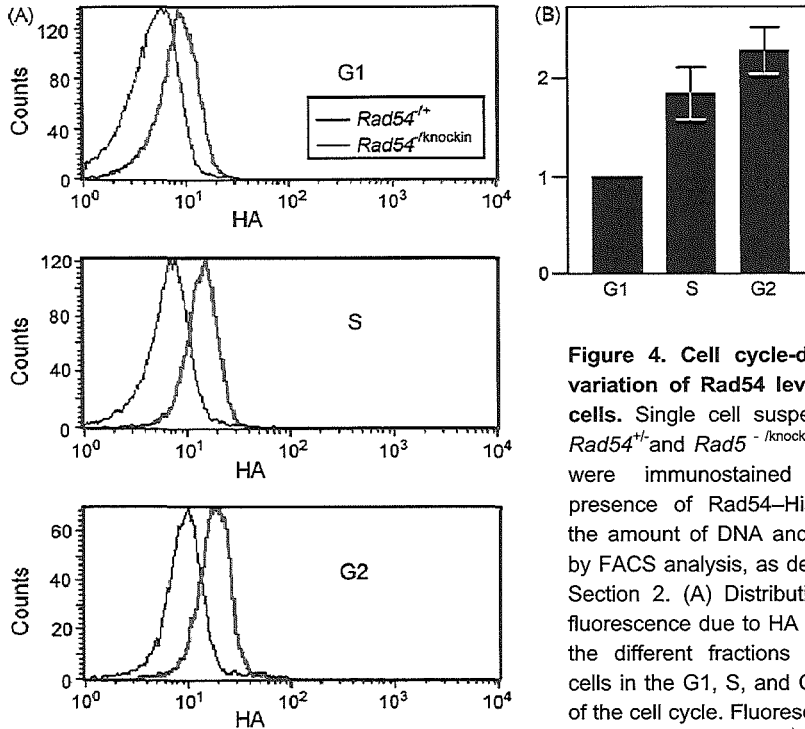 (A)
120
80
40
0
Counts
G1
Rad54-/+
Rad54-/knockin
10^0 10^1 10^2 10^3 10^4
HA
120
80
40
0
Counts
S
10^0 10^1 10^2 10^3 10^4
HA
60
40
20
0
Counts
G2
10^0 10^1 10^2 10^3 10^4
HA
(B)
2
1
0
G1 S G2
Figure 4. Cell cycle-d
variation of Rad54 lev
cells. Single cell suspe
Rad54+/-and Rad5 - /knock
were immunostained
presence of Rad54–Hi
the amount of DNA and
by FACS analysis, as de
Section 2. (A) Distributi
fluorescence due to HA
the different fractions
cells in the G1, S, and
of the cell cycle. Fluores